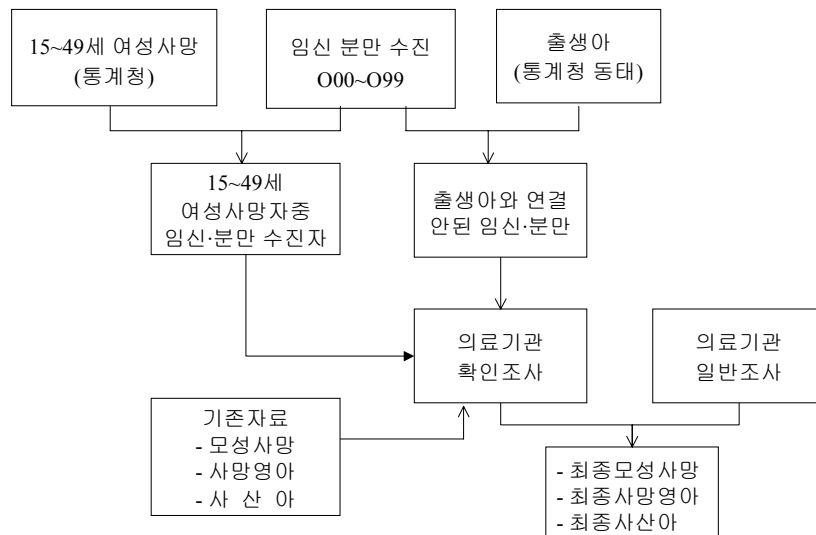 15~49세 여성사망
(통계청)
임신 분만 수진
O00~O99
출생아
(통계청 동태)
15~49세
여성사망자중
임신·분만 수진자
출생아와 연결
안된 임신·분만
의료기관
확인조사
의료기관
일반조사
기존자료
- 모성사망
- 사망영아
- 사 산 아
- 최종모성사망
- 최종사망영아
- 최종사산아